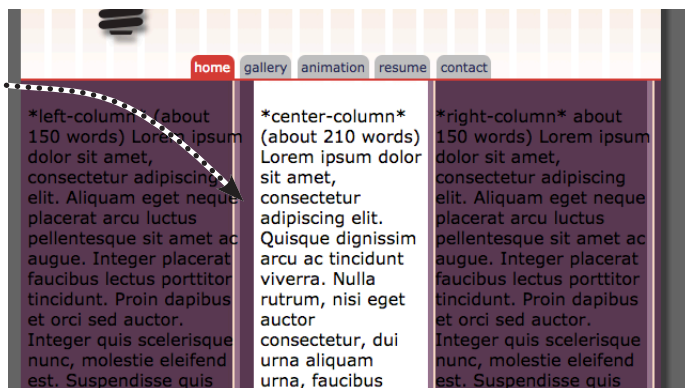 home gallery animation resume contact
*left-column* (about
150 words) Lorem ipsum
dolor sit amet,
consectetur adipiscing
elit. Aliquam eget neque
placerat arcu luctus
pellentesque sit amet ac
augue. Integer placerat
faucibus lectus porttitor
tincidunt. Proin dapibus
et orci sed auctor.
Integer quis scelerisque
nunc, molestie eleifend
est. Suspendisse quis
*center-column*
(about 210 words)
Lorem ipsum dolor
sit amet,
consectetur
adipiscing elit.
Quisque dignissim
arcu ac tincidunt
viverra. Nulla
rutrum, nisi eget
auctor
consectetur, dui
urna aliquam
urna, faucibus
*right-column* about
150 words) Lorem ipsum
dolor sit amet,
consectetur adipiscing
elit. Aliquam eget neque
placerat arcu luctus
pellentesque sit amet ac
augue. Integer placerat
faucibus lectus porttitor
tincidunt. Proin dapibus
et orci sed auctor.
Integer quis scelerisque
nunc, molestie eleifend
est. Suspendisse quis